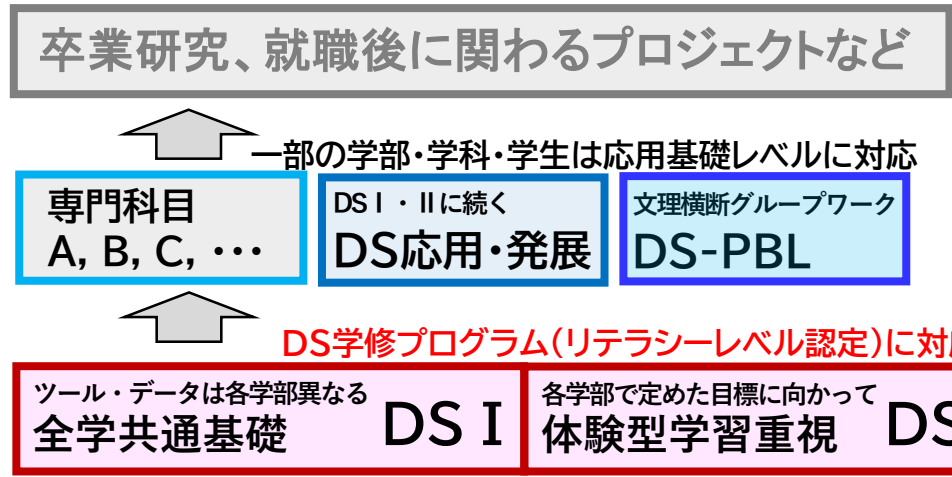 卒業研究、就職後に関わるプロジェクトなど
一部の学部・学科・学生は応用基礎レベルに対応
専門科目
A, B, C, ・・・
DSⅠ・Ⅱに続く
DS応用・発展
文理横断グループワーク
DS-PBL
DS学修プログラム(リテラシーレベル認定)に対
ツール・データは各学部異なる
全学共通基礎 DSⅠ
各学部で定めた目標に向かって
体験型学習重視 DS